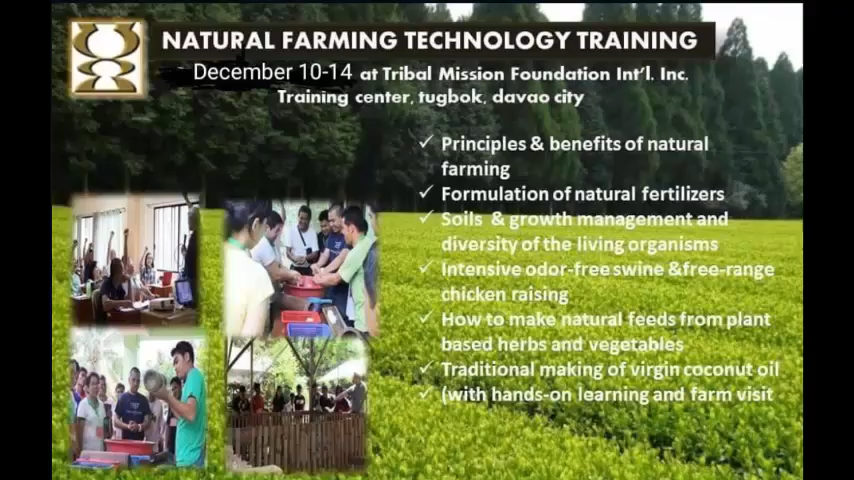 NATURAL FARMING TECHNOLOGY TRAINING
December 10-14 at Tribal Mission Foundation Int'l. Inc.
Training center, tugbok, davao city
✓ Principles & benefits of natural
farming
✓ Formulation of natural fertilizers
✓ Soils & growth management and
diversity of the living organisms
✓ Intensive odor-free swine &free-range
chicken raising
✓ How to make natural feeds from plant
based herbs and vegetables
✓ Traditional making of virgin coconut oil
✓ (with hands-on learning and farm visit